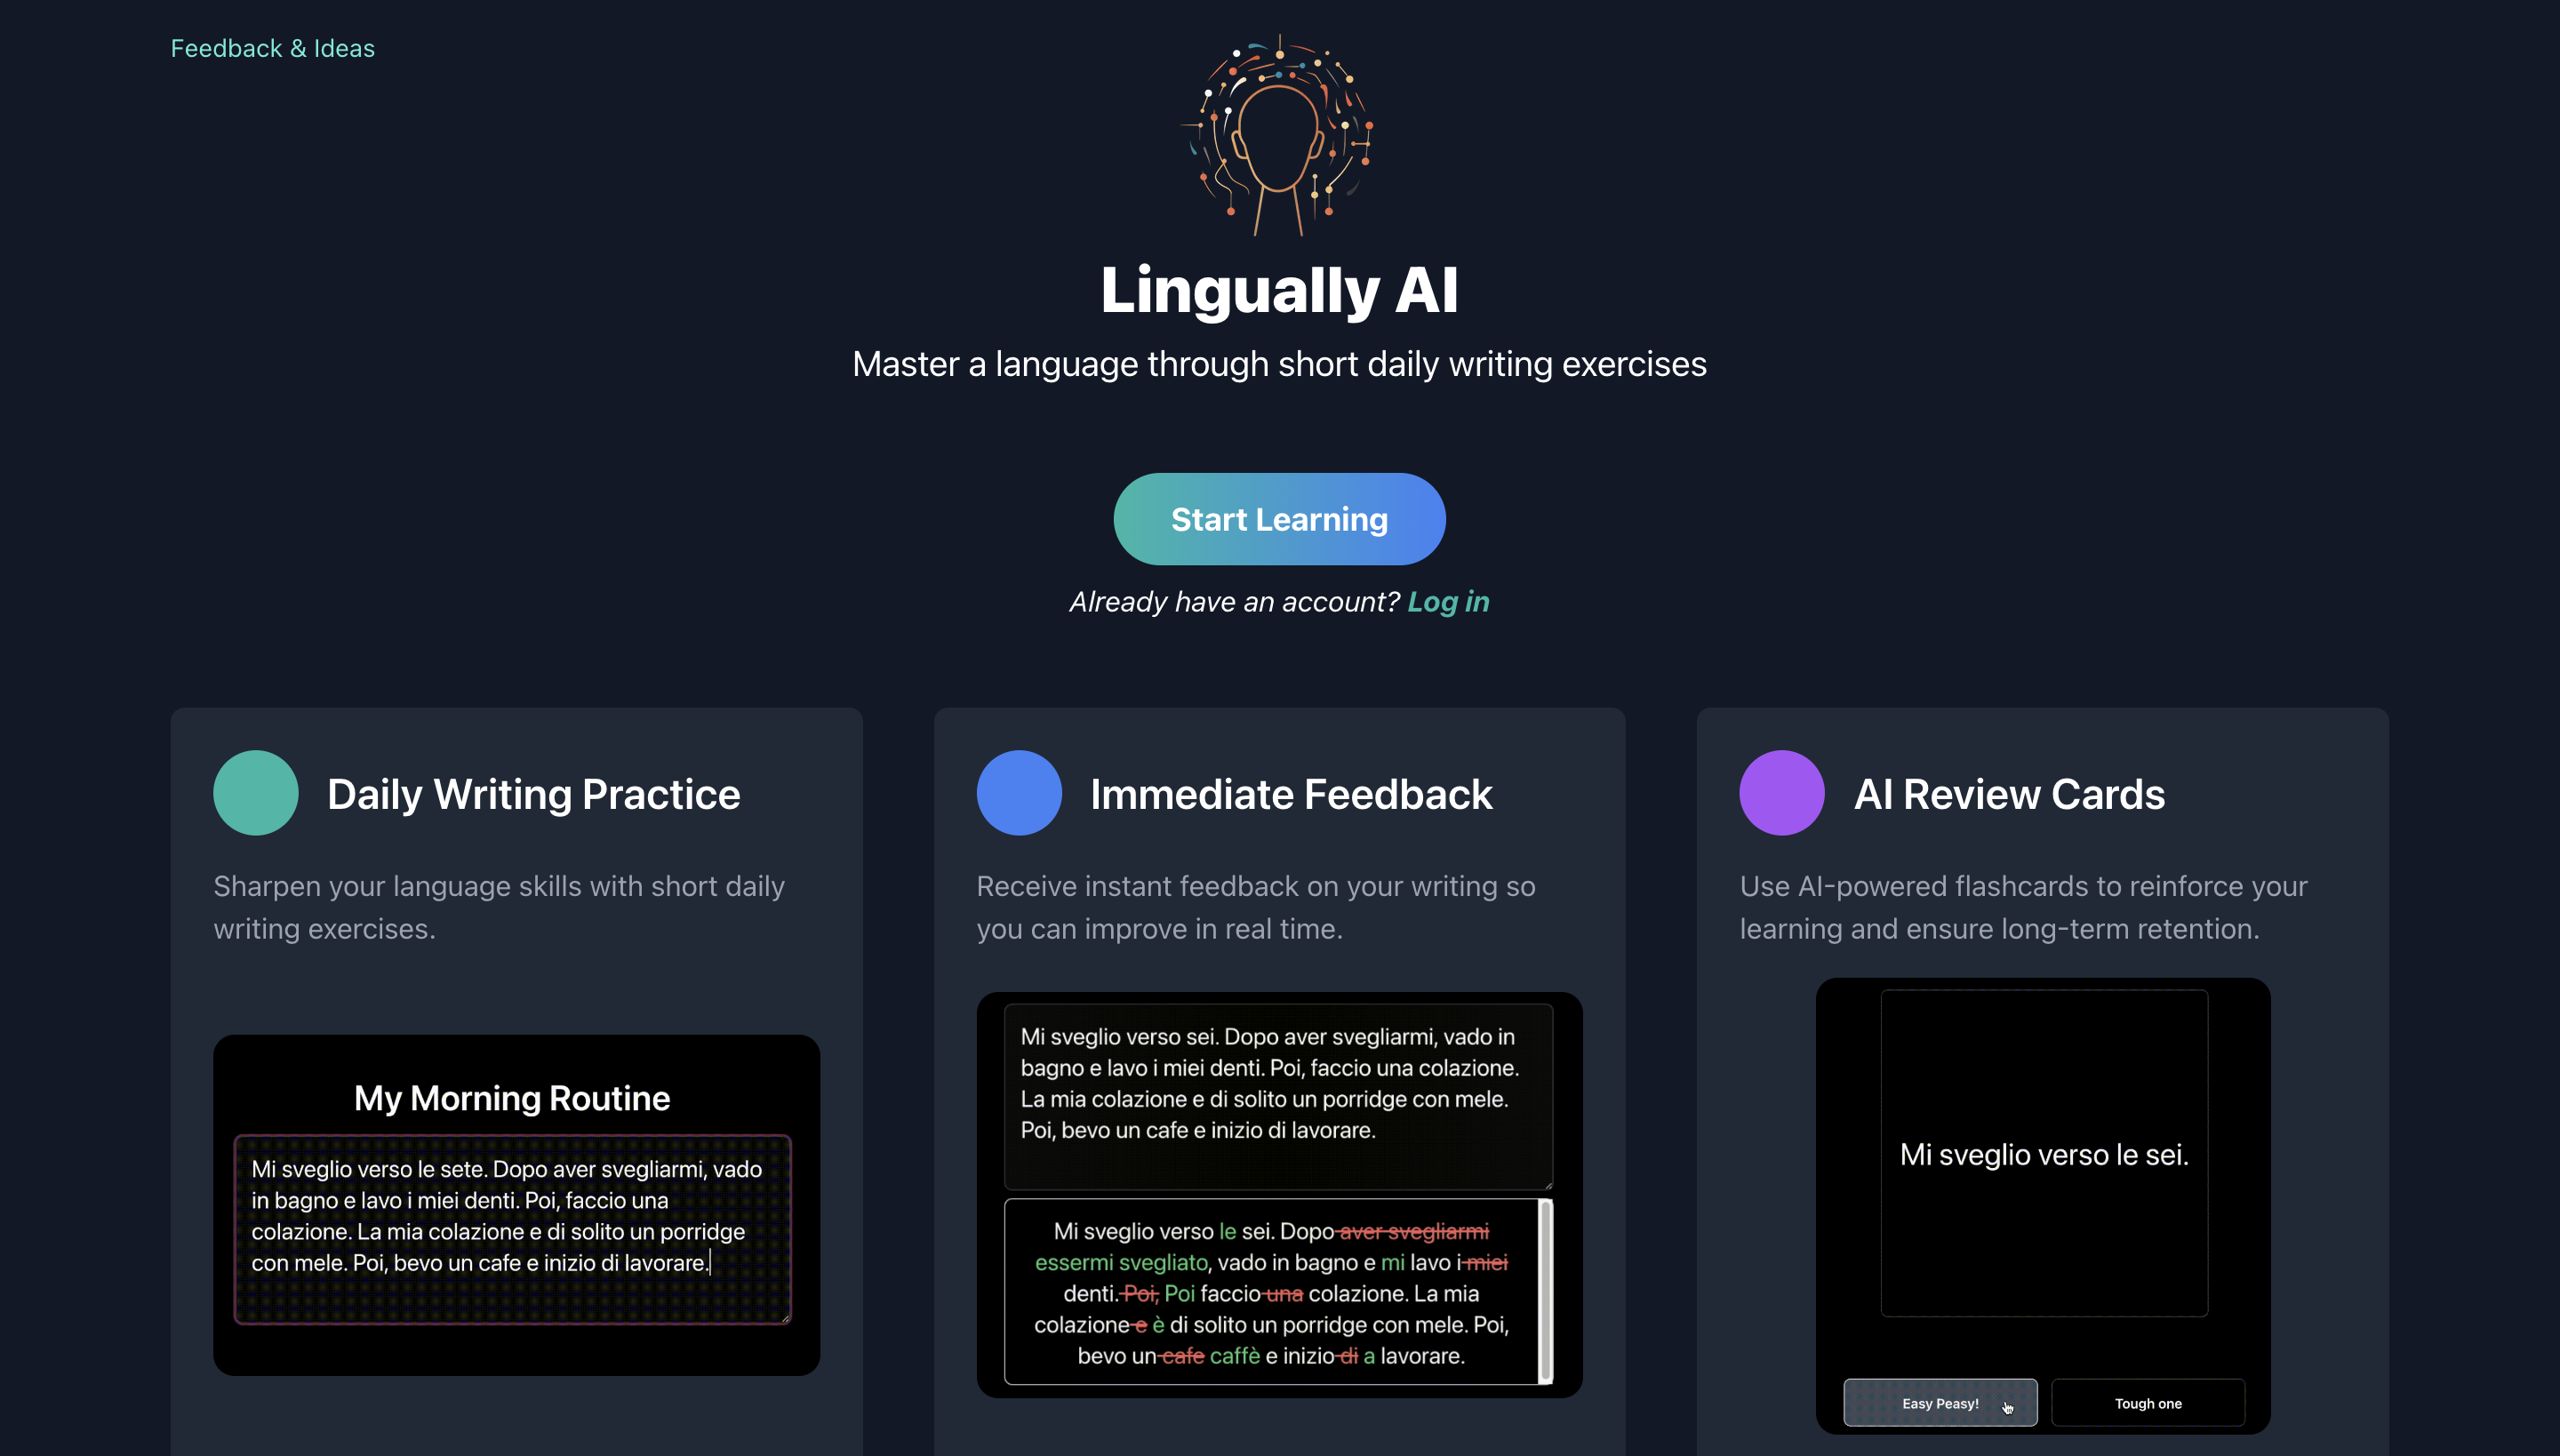 Feedback & Ideas
Lingually AI
Master a language through short daily writing exercises
Start Learning
Already have an account? Log in
Daily Writing Practice
Sharpen your language skills with short daily
writing exercises.
My Morning Routine
Mi sveglio verso le sete. Dopo aver svegliarmi, vado
in bagno e lavo i miei denti. Poi, faccio una
colazione. La mia colazione e di solito un porridge
con mele. Poi, bevo un cafe e inizio di lavorare.
Immediate Feedback
Receive instant feedback on your writing so
you can improve in real time.
Mi sveglio verso sei. Dopo aver svegliarmi, vado in
bagno e lavo i miei denti. Poi, faccio una colazione.
La mia colazione e di solito un porridge con mele.
Poi, bevo un cafe e inizio di lavorare.
Mi sveglio verso le sei. Dopo aver svegliarmi
essermi svegliato, vado in bagno e mi lavo i miei
denti. Poi, Poi faccio una colazione. La mia
colazione e è di solito un porridge con mele. Poi,
bevo un cafe caffè e inizio di a lavorare.
AI Review Cards
Use AI-powered flashcards to reinforce your
learning and ensure long-term retention.
Mi sveglio verso le sei.
Easy Peasy!
Tough one